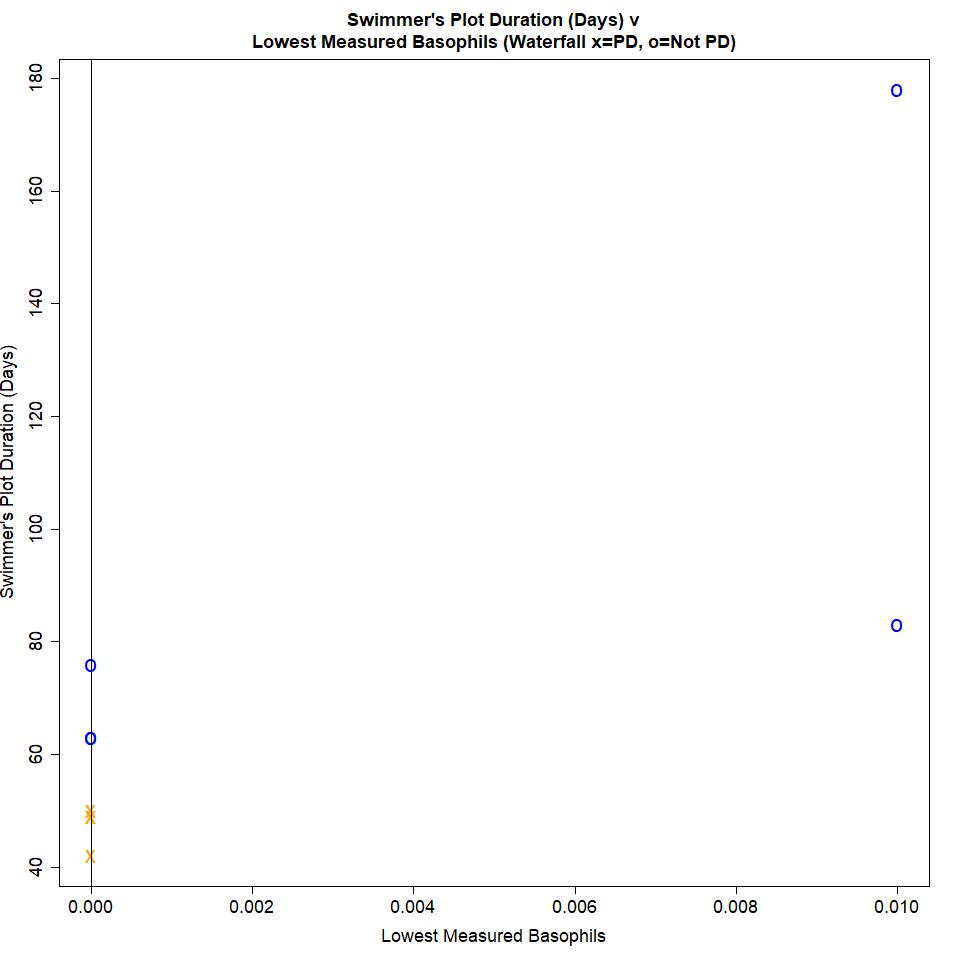 Swimmer's Plot Duration (Days) v
Lowest Measured Basophils (Waterfall x=PD, o=Not PD)
Swimmer's Plot Duration (Days)
180
160
140
120
100
80
60
40
o
o
o
o
x
x
x
0.000 0.002 0.004 0.006 0.008 0.010
Lowest Measured Basophils